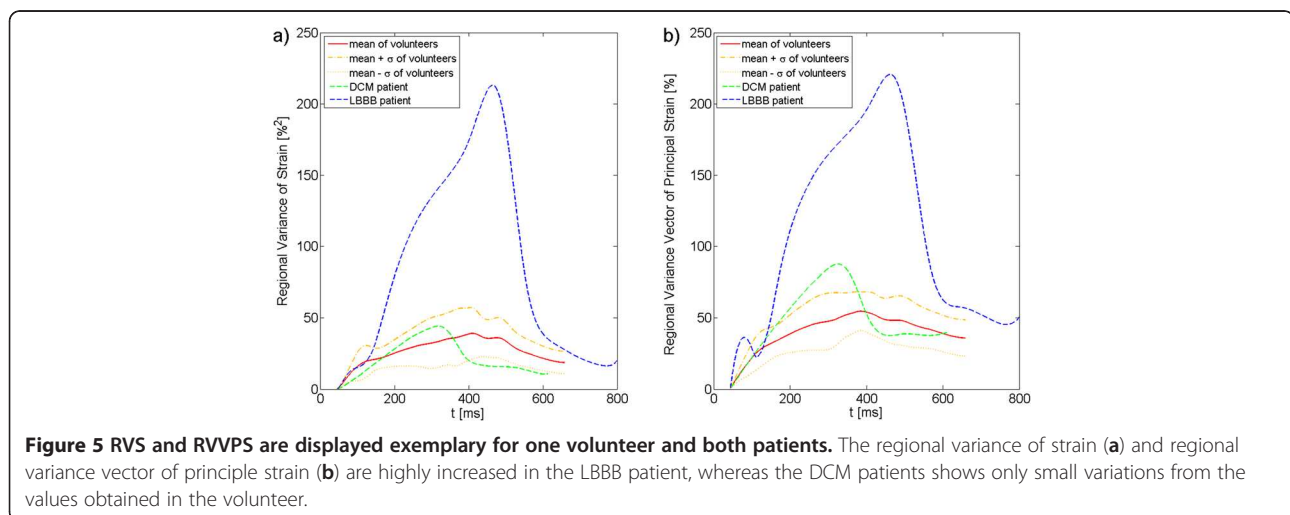 a)
mean of volunteers
mean + σ of volunteers
mean - σ of volunteers
DCM patient
LBBB patient
Regional Variance of Strain [%²]
250
200
150
100
50
0
0 200 400 600 800
t [ms]
b)
mean of volunteers
mean + σ of volunteers
mean - σ of volunteers
DCM patient
LBBB patient
Regional Variance Vector of Principal Strain [%]
250
200
150
100
50
0
0 200 400 600 800
t [ms]
Figure 5 RVS and RVVPS are displayed exemplary for one volunteer and both patients. The regional variance of strain (a) and regional
variance vector of principle strain (b) are highly increased in the LBBB patient, whereas the DCM patients shows only small variations from the
values obtained in the volunteer.